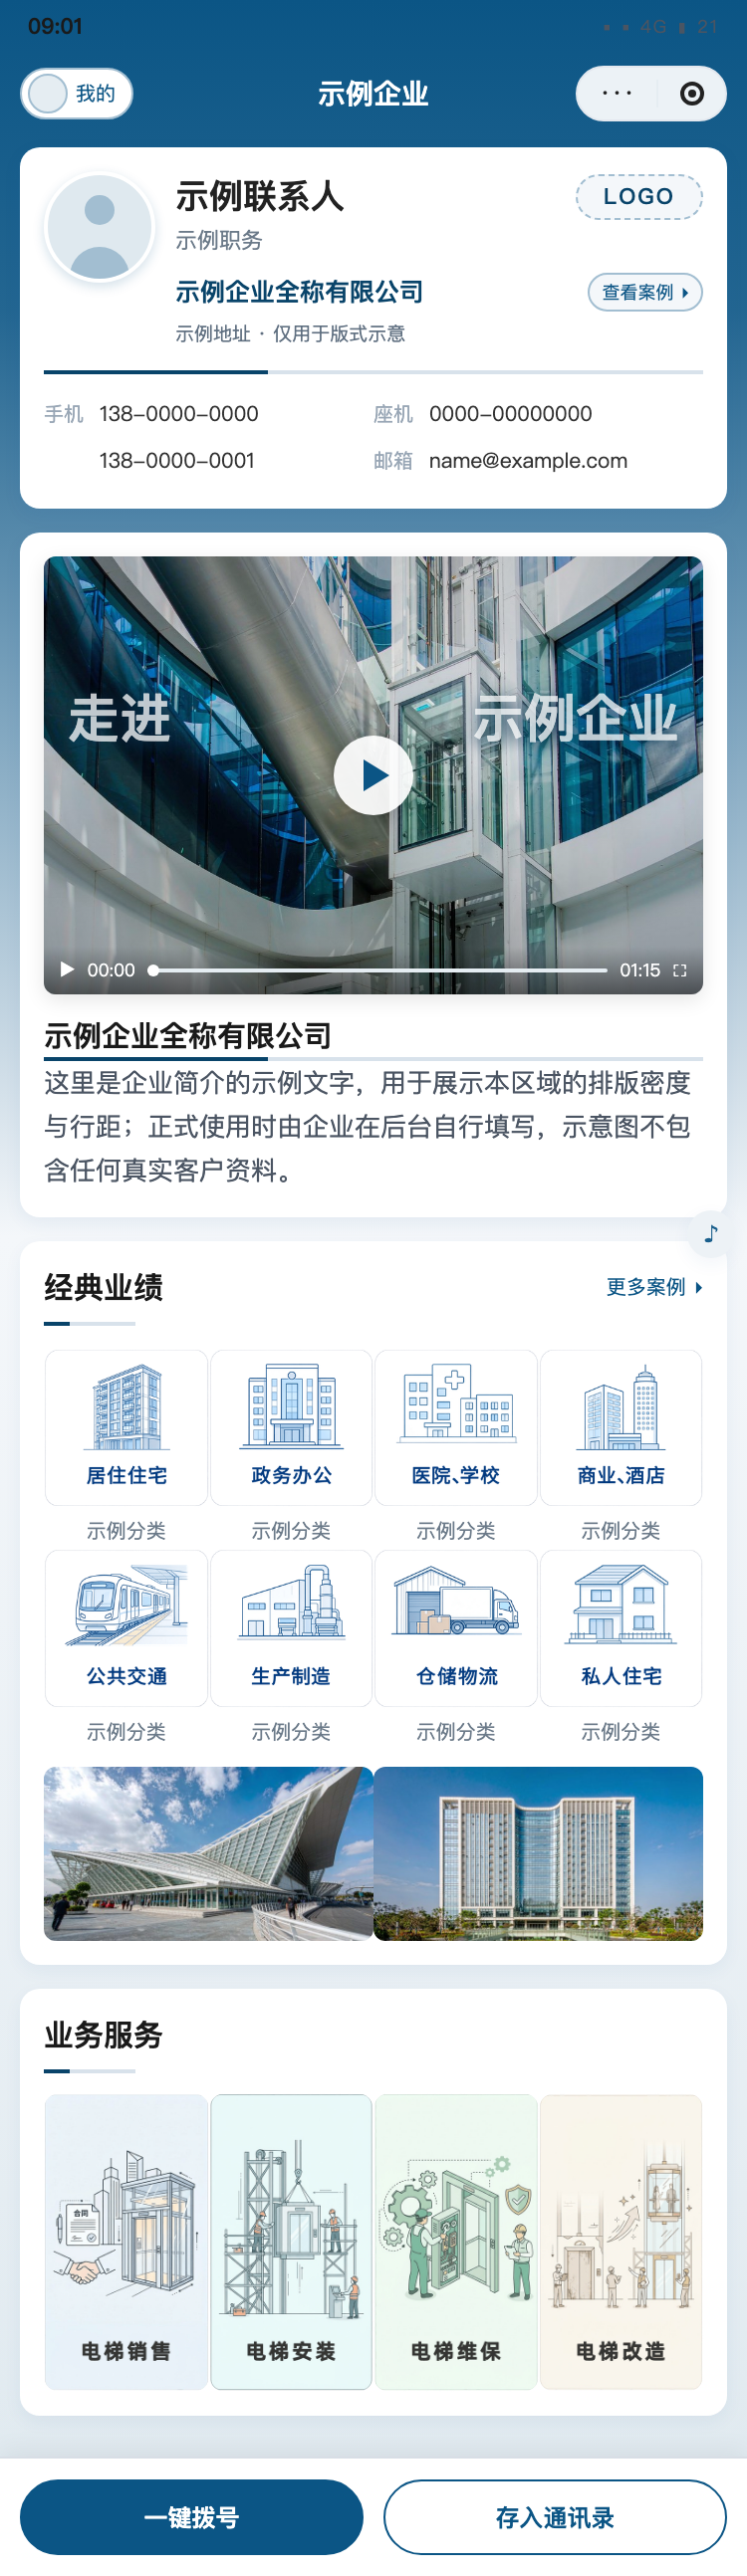 09:01
4G 21
我的
示例企业
示例联系人
LOGO
示例职务
示例企业全称有限公司
查看案例
示例地址 · 仅用于版式示意
手机 138-0000-0000 座机 0000-00000000
138-0000-0001 邮箱 name@example.com
走进 示例企业
00:00 01:15
示例企业全称有限公司
这里是企业简介的示例文字，用于展示本区域的排版密度
与行距；正式使用时由企业在后台自行填写，示意图不包
含任何真实客户资料。
经典业绩
更多案例
居住住宅 政务办公 医院、学校 商业、酒店
示例分类 示例分类 示例分类 示例分类
公共交通 生产制造 仓储物流 私人住宅
示例分类 示例分类 示例分类 示例分类
业务服务
合同
电梯销售 电梯安装 电梯维保 电梯改造
一键拨号 存入通讯录